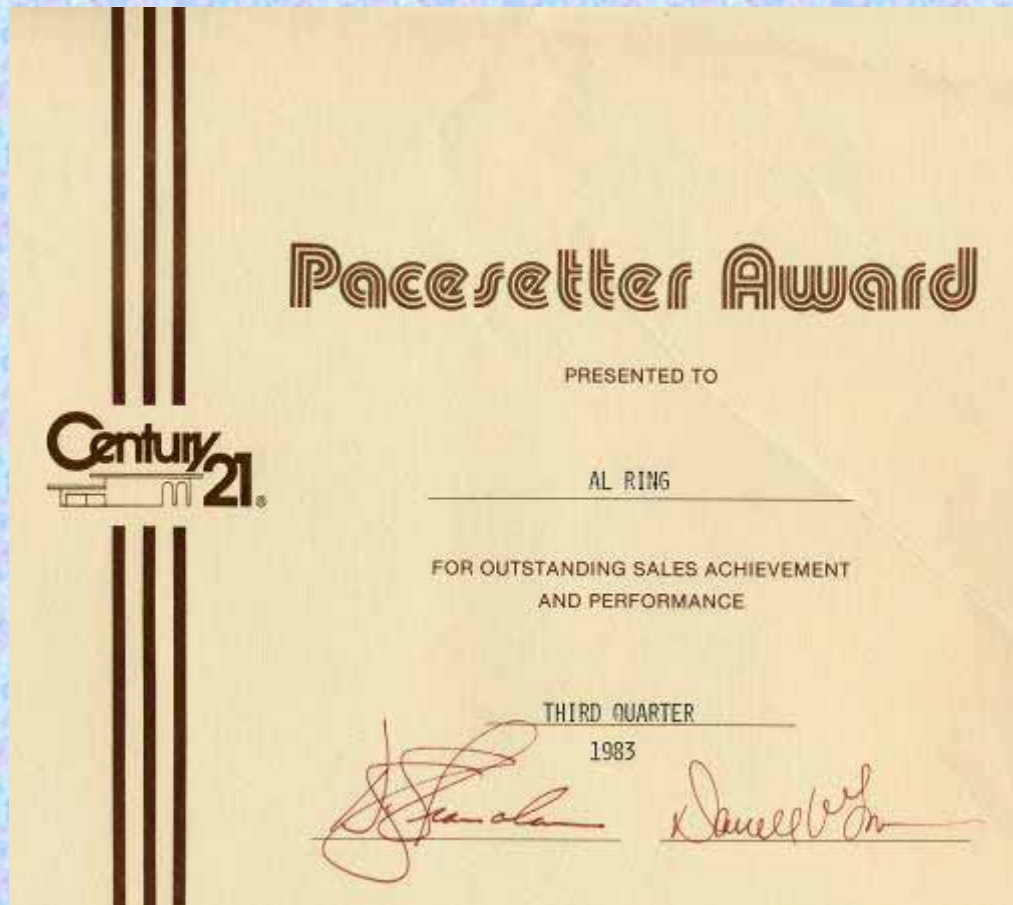 Pacesetter Award
PRESENTED TO
Century 21®
AL RING
FOR OUTSTANDING SALES ACHIEVEMENT
AND PERFORMANCE
THIRD QUARTER
1983